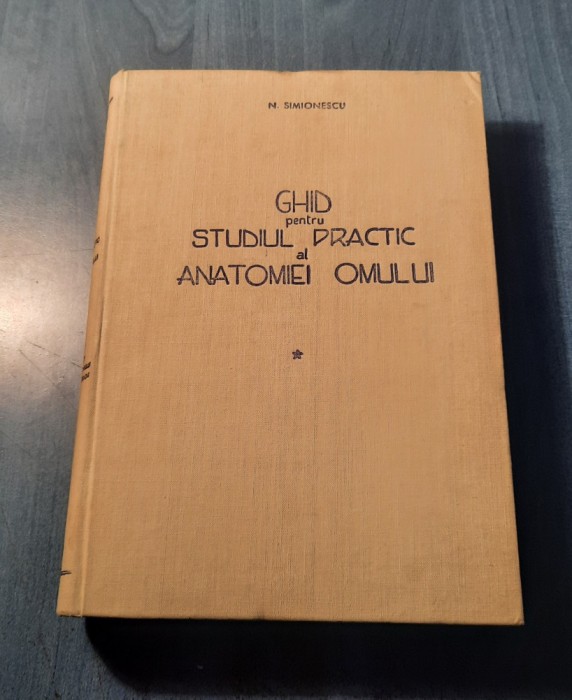 N. SIMIONESCU
GHID
pentru
STUDIUL PRACTIC
al
ANATOMIEI OMULUI
*